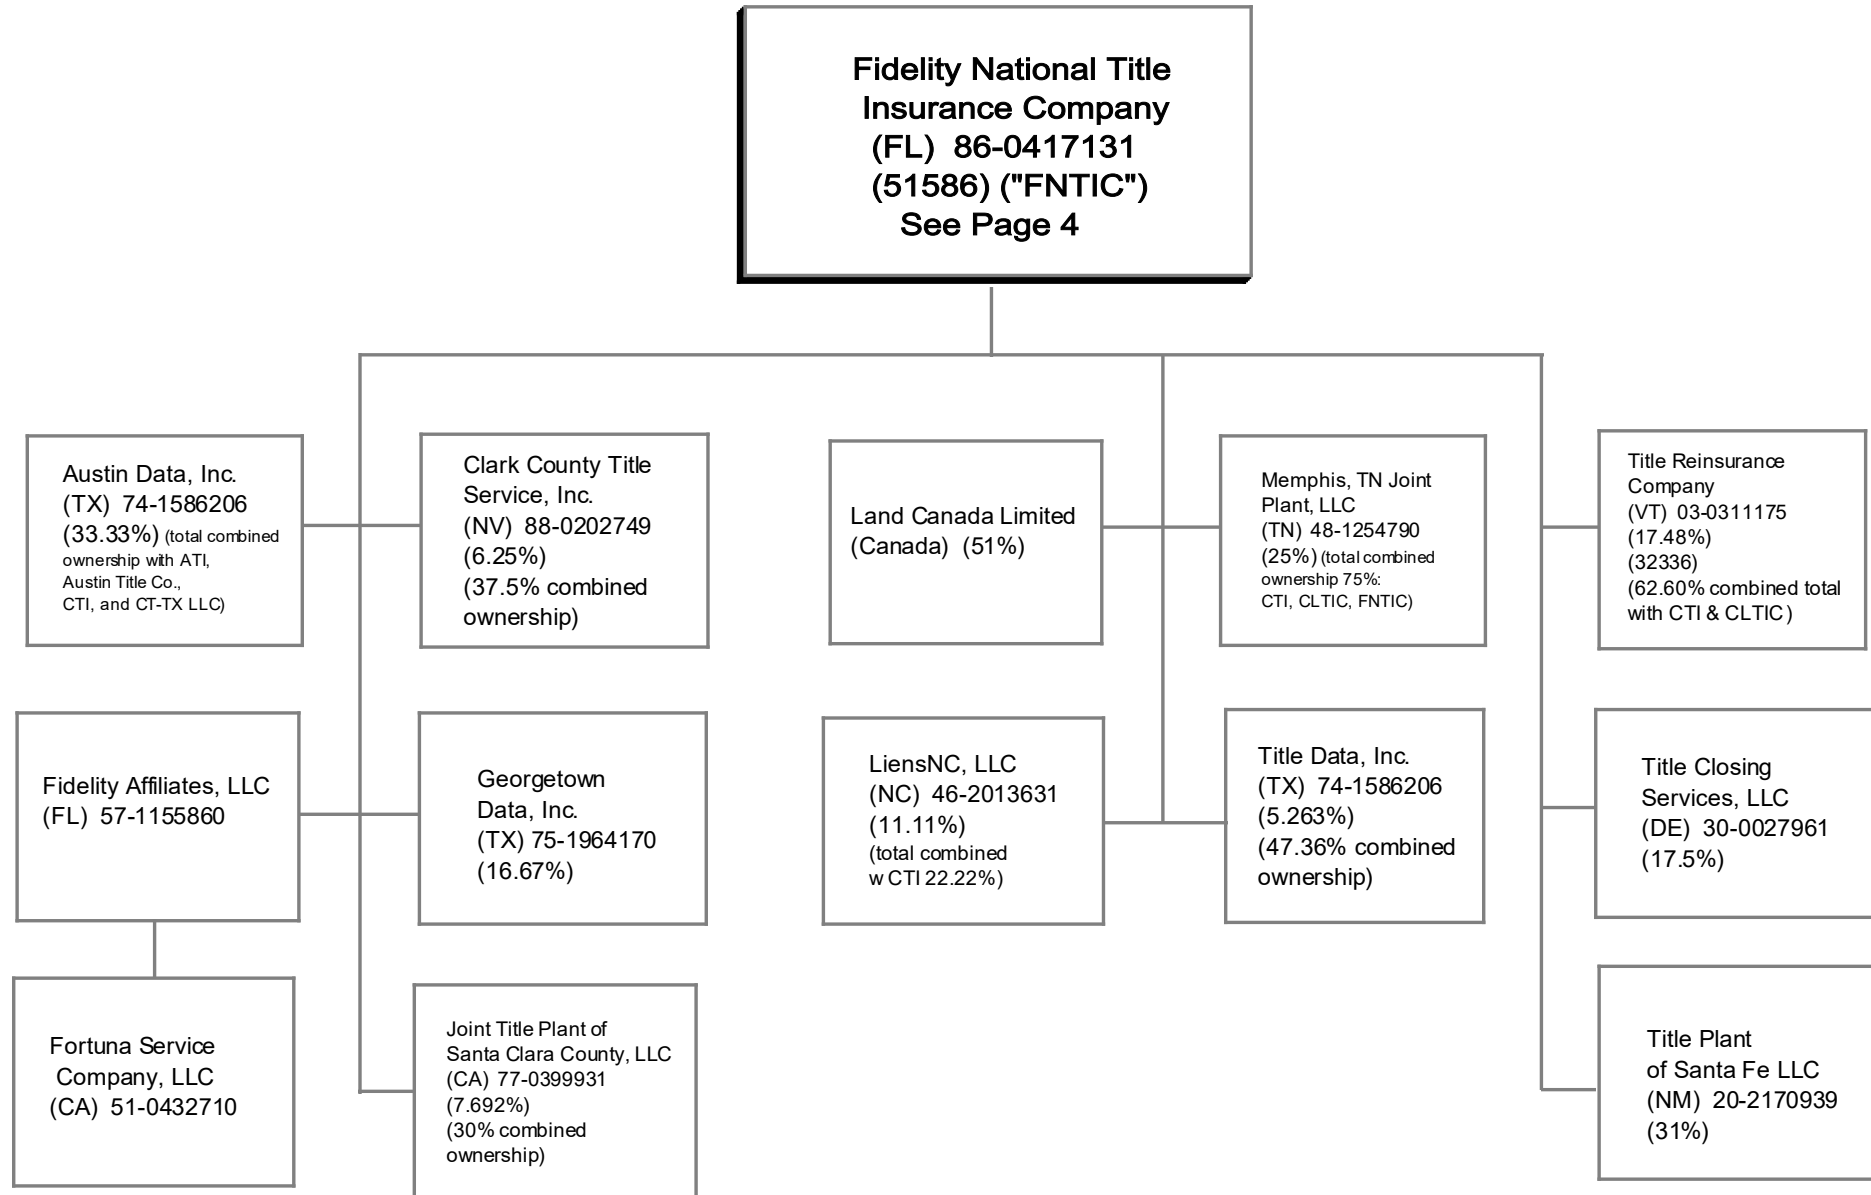 Fidelity National Title
Insurance Company
(FL) 86-0417131
(51586) ("FNTIC")
See Page 4
Austin Data, Inc.
(TX) 74-1586206
(33.33%) (total combined
ownership with ATI,
Austin Title Co.,
CTI, and CT-TX LLC)
Clark County Title
Service, Inc.
(NV) 88-0202749
(6.25%)
(37.5% combined
ownership)
Land Canada Limited
(Canada) (51%)
Memphis, TN Joint
Plant, LLC
(TN) 48-1254790
(25%) (total combined
ownership 75%:
CTI, CLTIC, FNTIC)
Title Reinsurance
Company
(VT) 03-0311175
(17.48%)
(32336)
(62.60% combined total
with CTI & CLTIC)
Fidelity Affiliates, LLC
(FL) 57-1155860
Georgetown
Data, Inc.
(TX) 75-1964170
(16.67%)
LiensNC, LLC
(NC) 46-2013631
(11.11%)
(total combined
w CTI 22.22%)
Title Data, Inc.
(TX) 74-1586206
(5.263%)
(47.36% combined
ownership)
Title Closing
Services, LLC
(DE) 30-0027961
(17.5%)
Fortuna Service
Company, LLC
(CA) 51-0432710
Joint Title Plant of
Santa Clara County, LLC
(CA) 77-0399931
(7.692%)
(30% combined
ownership)
Title Plant
of Santa Fe LLC
(NM) 20-2170939
(31%)